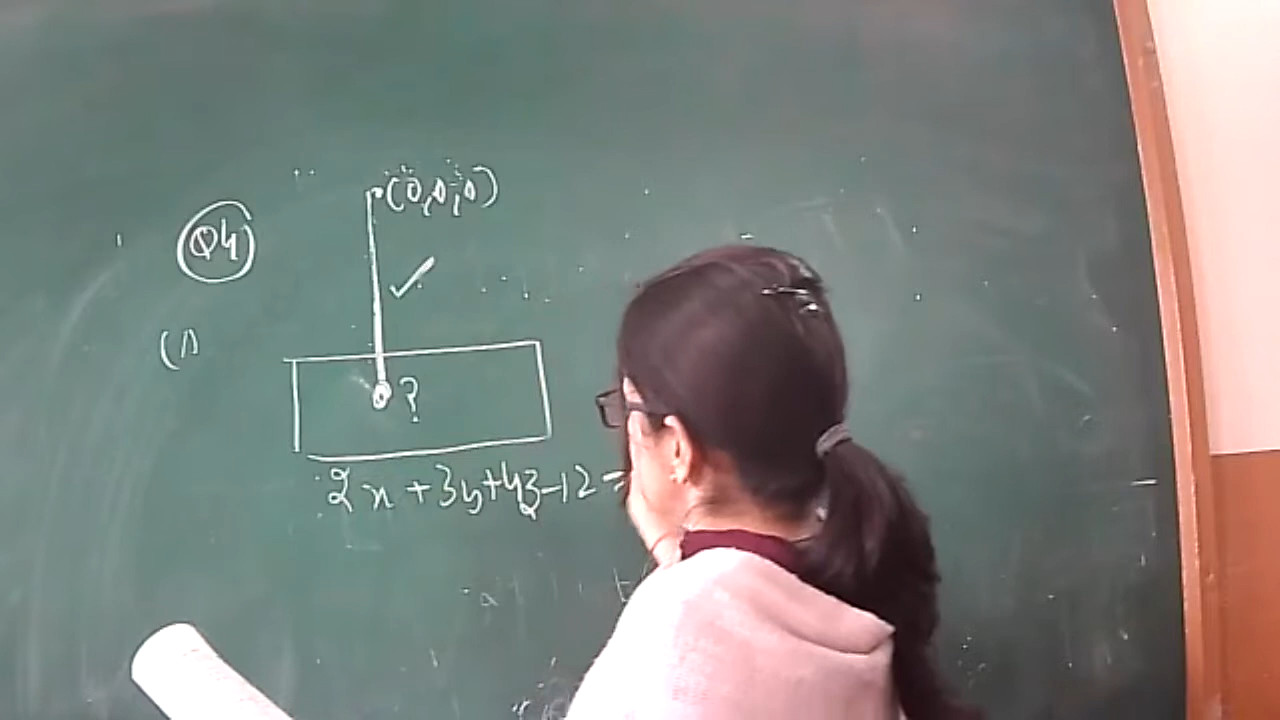 (0,0,0)
Q4
(1)
?
2x+3y+4z-12=